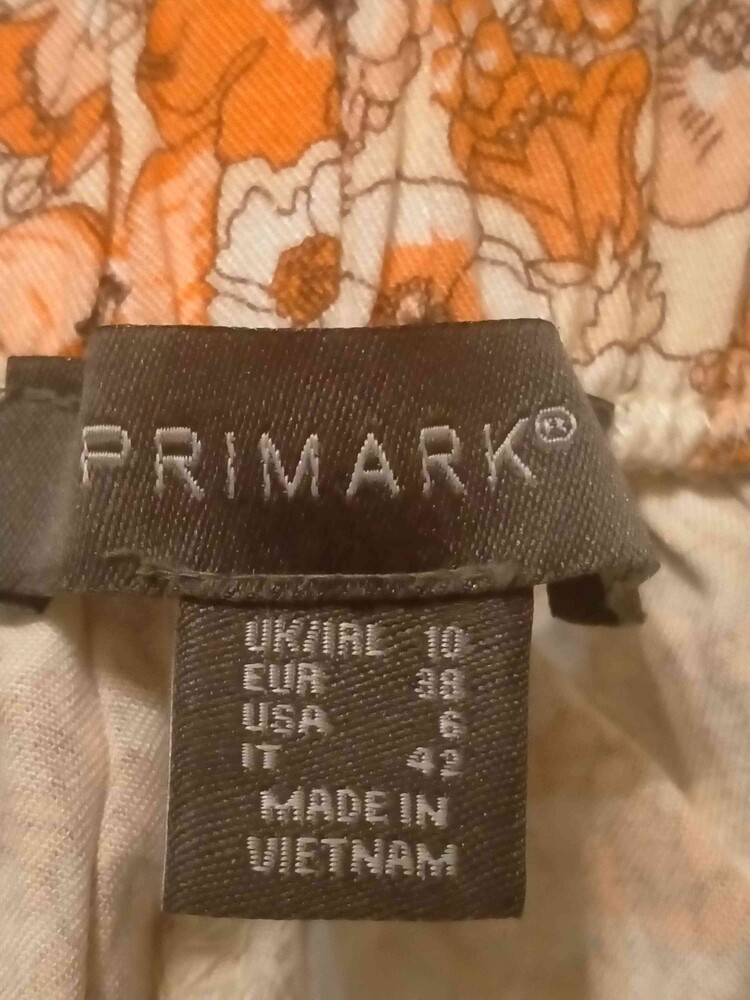 PRIMARK®
UK/IRL 10
EUR 38
USA 6
IT 42
MADE IN
VIETNAM